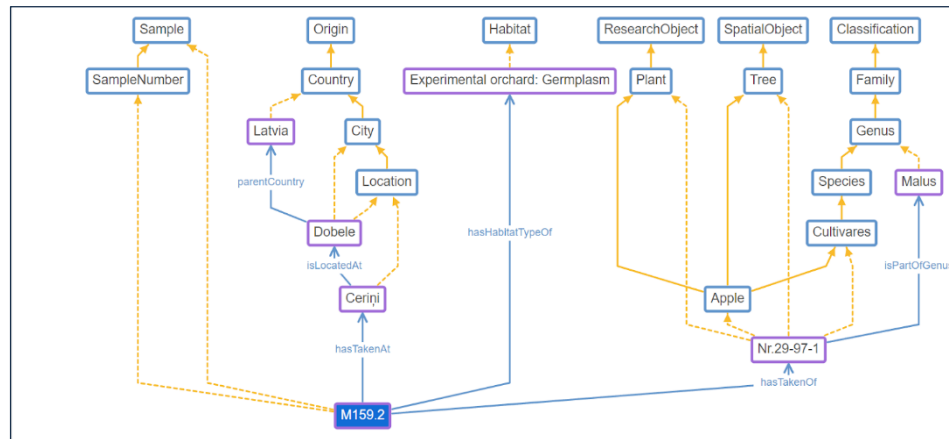 Sample
Origin
Habitat
ResearchObject
SpatialObject
Classification
SampleNumber
Country
Experimental orchard: Germplasm
Plant
Tree
Family
Latvia
City
Genus
parentCountry
Location
Species
Malus
Dobele
hasHabitatTypeOf
Cultivares
isLocatedAt
isPartOfGenus
Ceriņi
Apple
hasTakenAt
Nr.29-97-1
hasTakenOf
M159.2